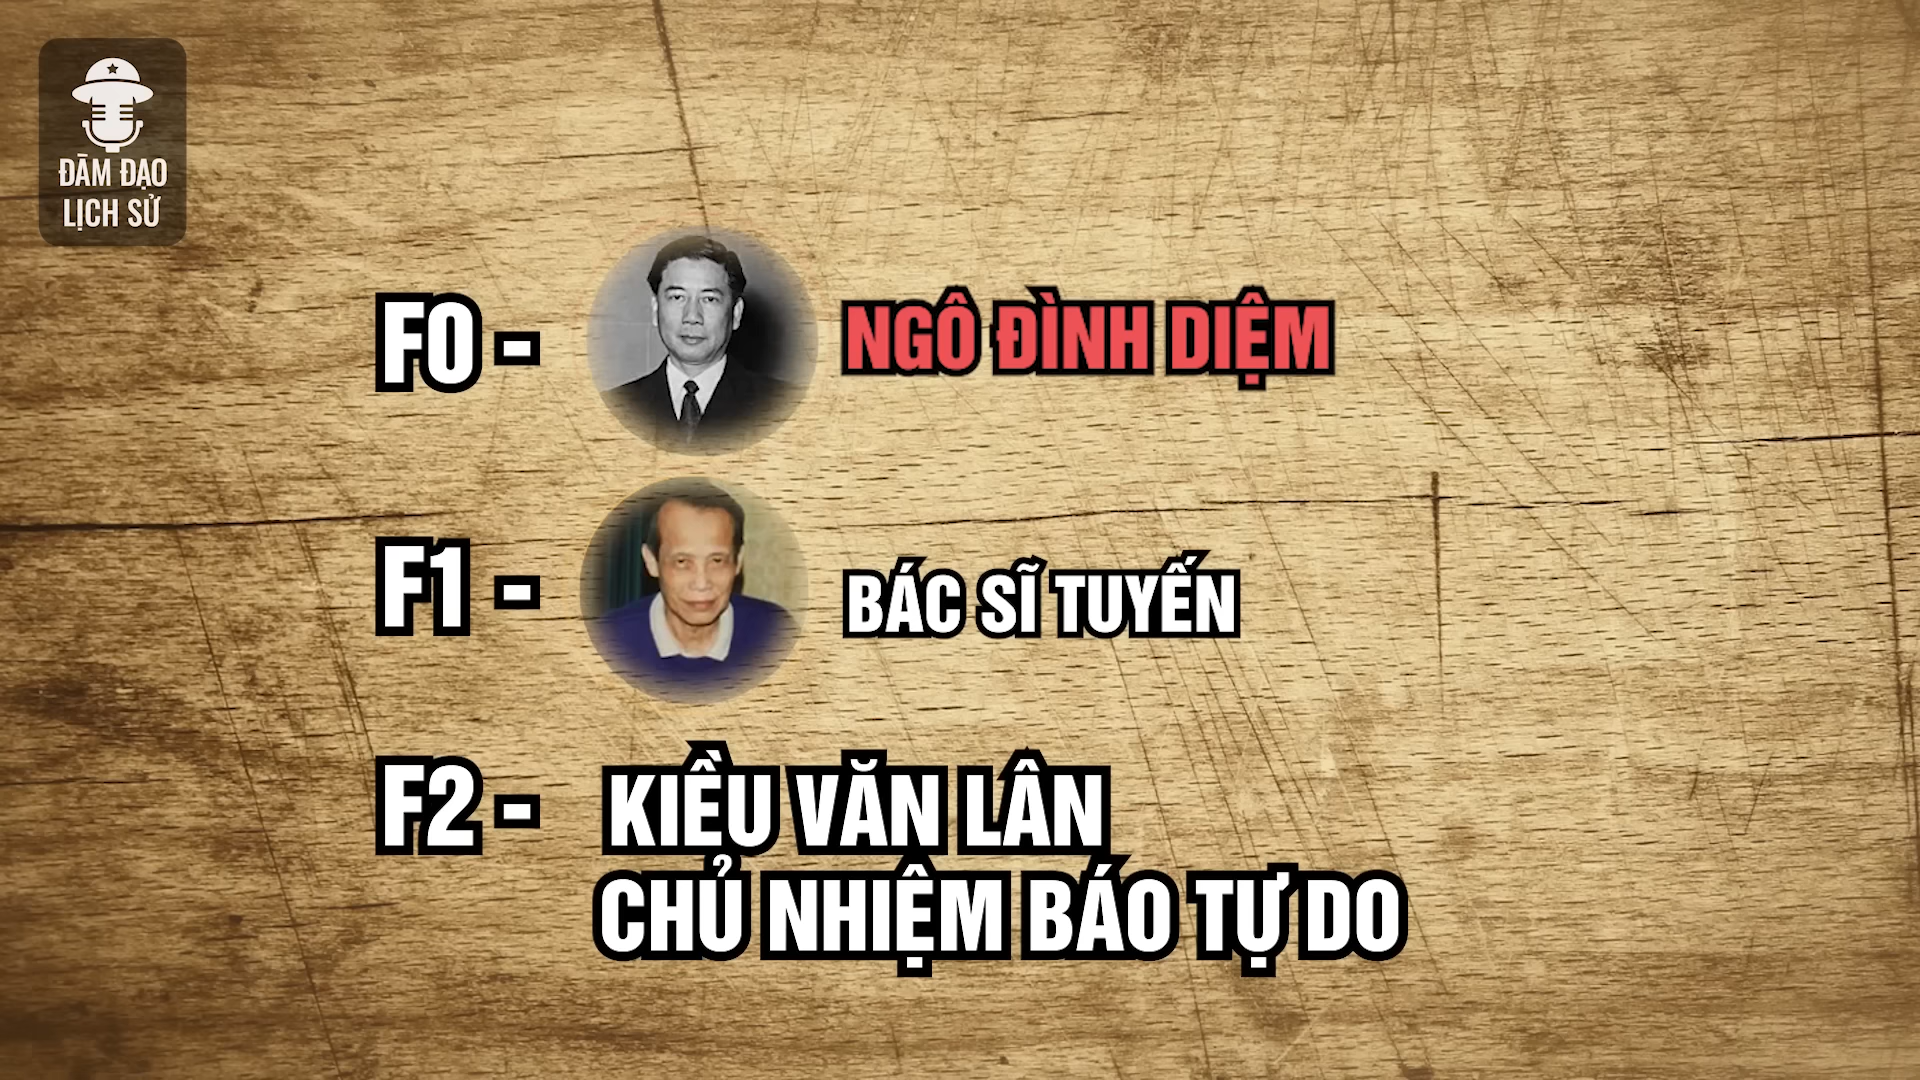 ĐÀM ĐẠO
LỊCH SỬ
F0 - NGÔ ĐÌNH DIỆM
F1 - BÁC SĨ TUYẾN
F2 - KIỀU VĂN LÂN
CHỦ NHIỆM BÁO TỰ DO